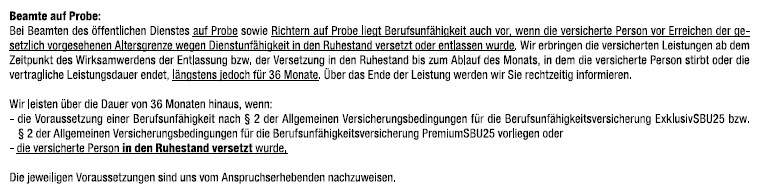 Beamte auf Probe:
Bei Beamten des öffentlichen Dienstes auf Probe sowie Richtern auf Probe liegt Berufsunfähigkeit auch vor, wenn die versicherte Person vor Erreichen der ge-
setzlich vorgesehenen Altersgrenze wegen Dienstunfähigkeit in den Ruhestand versetzt oder entlassen wurde. Wir erbringen die versicherten Leistungen ab dem
Zeitpunkt des Wirksamwerdens der Entlassung bzw. der Versetzung in den Ruhestand bis zum Ablauf des Monats, in dem die versicherte Person stirbt oder die
vertragliche Leistungsdauer endet, längstens jedoch für 36 Monate. Über das Ende der Leistung werden wir Sie rechtzeitig informieren.
Wir leisten über die Dauer von 36 Monaten hinaus, wenn:
- die Voraussetzung einer Berufsunfähigkeit nach § 2 der Allgemeinen Versicherungsbedingungen für die Berufsunfähigkeitsversicherung ExklusivSBU25 bzw.
§ 2 der Allgemeinen Versicherungsbedingungen für die Berufsunfähigkeitsversicherung PremiumSBU25 vorliegen oder
- die versicherte Person in den Ruhestand versetzt wurde.
Die jeweiligen Voraussetzungen sind uns vom Anspruchserhebenden nachzuweisen.